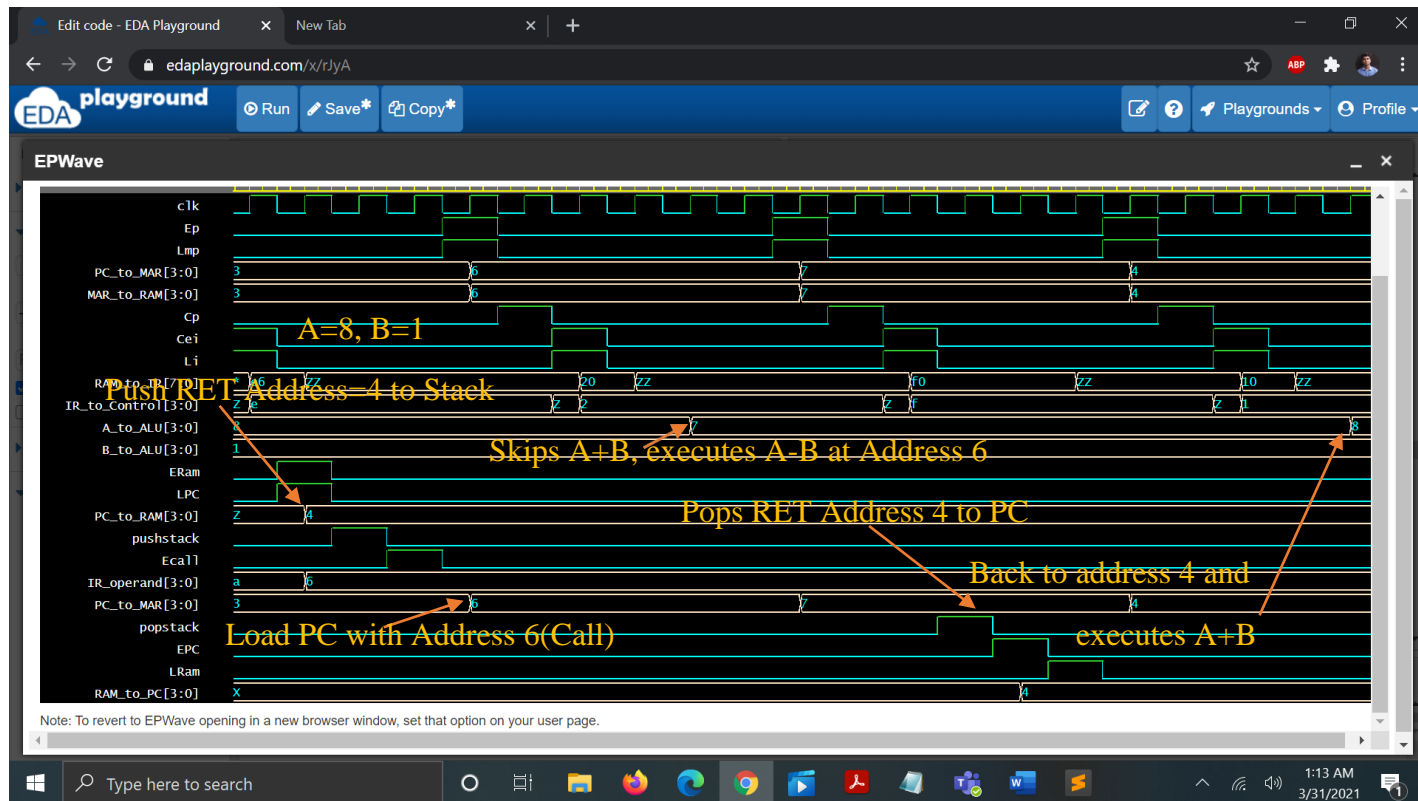 Edit code - EDA Playground
New Tab
edaplayground.com/x/rJyA
ABP
EDA playground
Run
Save*
Copy*
?
Playgrounds
Profile
EPWave
clk
Ep
Lmp
PC_to_MAR[3:0] 3 6 7 4
MAR_to_RAM[3:0] 3 6 7 4
Cp
Cei
A=8, B=1
Li
RAM_to_IR[7:0] * e6 ZZ 20 ZZ f0 ZZ 10 ZZ
Push RET Address=4 to Stack
IR_to_Control[3:0] Z e Z 2 Z f Z 1
A_to_ALU[3:0] 8 7 8
B_to_ALU[3:0] 1
Skips A+B, executes A-B at Address 6
ERam
LPC
PC_to_RAM[3:0] Z 4
Pops RET Address 4 to PC
pushstack
Ecall
IR_operand[3:0] a 6
Back to address 4 and
PC_to_MAR[3:0] 3 6 7 4
popstack
Load PC with Address 6(Call)
executes A+B
EPC
LRam
RAM_to_PC[3:0] X 4
Note: To revert to EPWave opening in a new browser window, set that option on your user page.
Type here to search
1:13 AM
3/31/2021
1